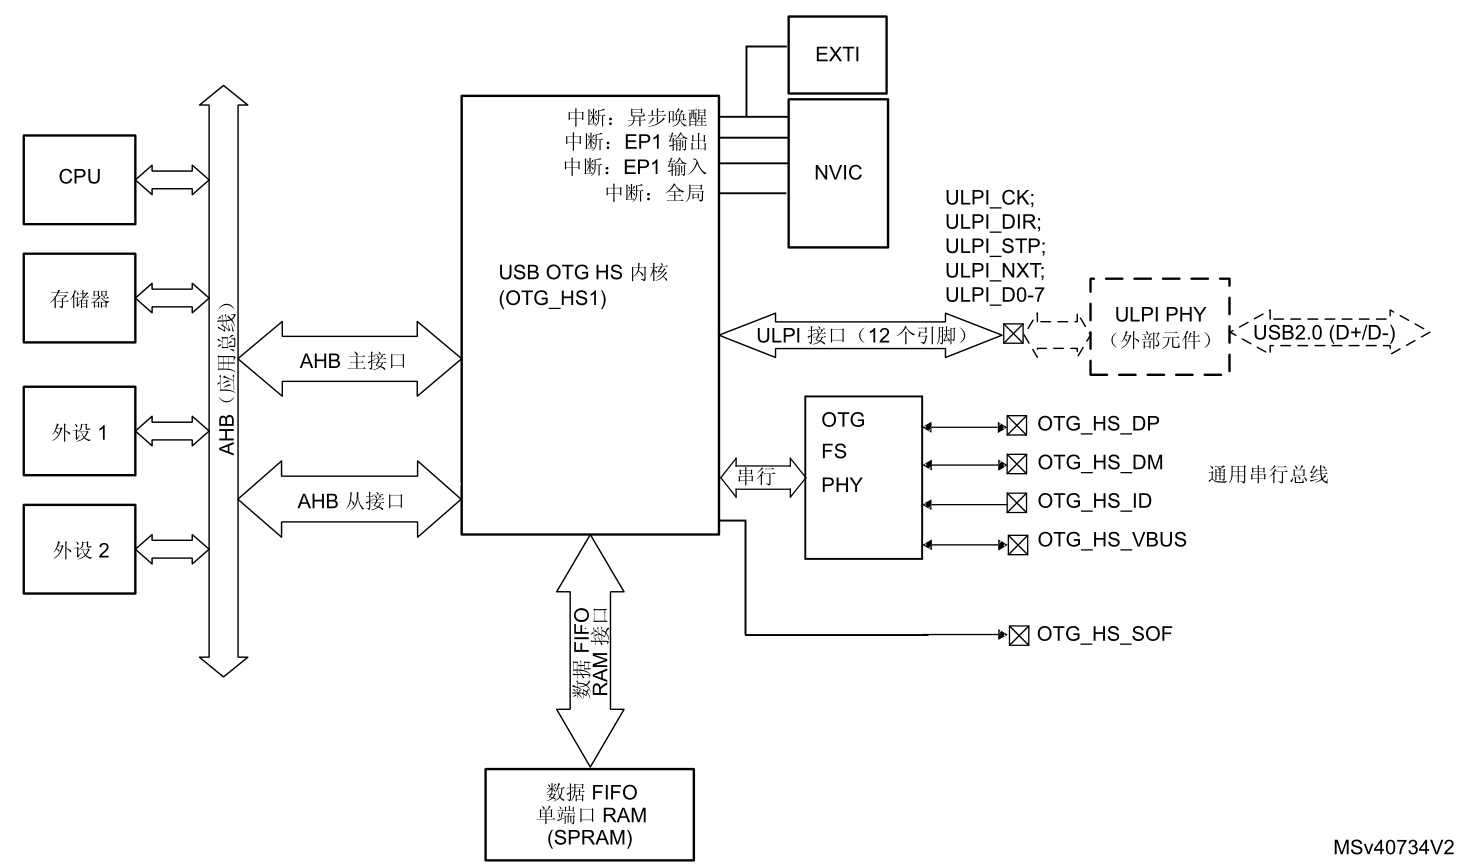 EXTI
中断：异步唤醒
中断：EP1 输出
中断：EP1 输入
中断：全局
NVIC
CPU
存储器
外设 1
外设 2
AHB（应用总线）
AHB 主接口
AHB 从接口
USB OTG HS 内核
(OTG_HS1)
ULPI_CK;
ULPI_DIR;
ULPI_STP;
ULPI_NXT;
ULPI_D0-7
ULPI 接口（12 个引脚）
ULPI PHY
（外部元件）
USB2.0 (D+/D-)
串行
OTG
FS
PHY
OTG_HS_DP
OTG_HS_DM
OTG_HS_ID
OTG_HS_VBUS
通用串行总线
OTG_HS_SOF
数据 FIFO
RAM 接口
数据 FIFO
单端口 RAM
(SPRAM)
MSv40734V2